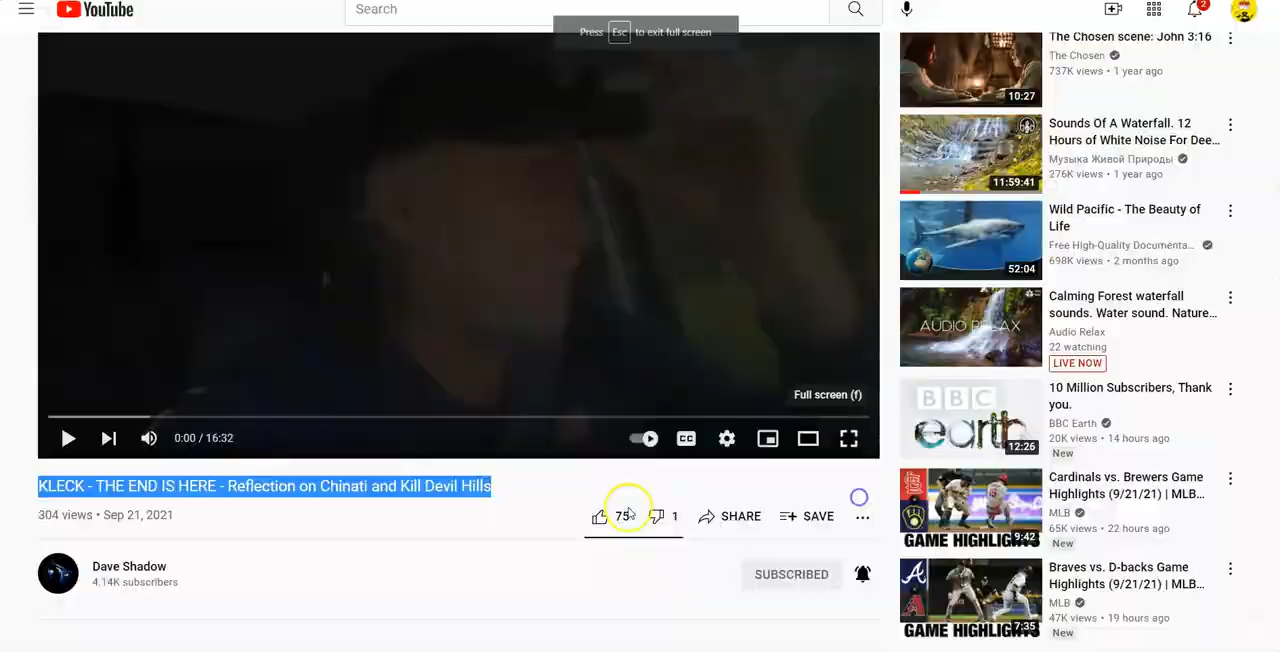 YouTube
Search
2
Press Esc to exit full screen
Full screen (f)
0:00 / 16:32
CC
KLECK - THE END IS HERE - Reflection on Chinati and Kill Devil Hills
304 views • Sep 21, 2021
75
1
SHARE
SAVE
Dave Shadow
4.14K subscribers
SUBSCRIBED
The Chosen scene: John 3:16
The Chosen
737K views • 1 year ago
10:27
Sounds Of A Waterfall. 12
Hours of White Noise For Dee...
Музыка Живой Природы
276K views • 1 year ago
11:59:41
Wild Pacific - The Beauty of
Life
Free High-Quality Documenta...
698K views • 2 months ago
52:04
Calming Forest waterfall
sounds. Water sound. Nature...
Audio Relax
22 watching
LIVE NOW
AUDIO RELAX
10 Million Subscribers, Thank
you.
BBC Earth
20K views • 14 hours ago
New
BBC
earth
12:26
Cardinals vs. Brewers Game
Highlights (9/21/21) | MLB...
MLB
65K views • 22 hours ago
New
GAME HIGHLIGHTS
9:42
Braves vs. D-backs Game
Highlights (9/21/21) | MLB...
MLB
47K views • 19 hours ago
New
GAME HIGHLIGHTS
7:35